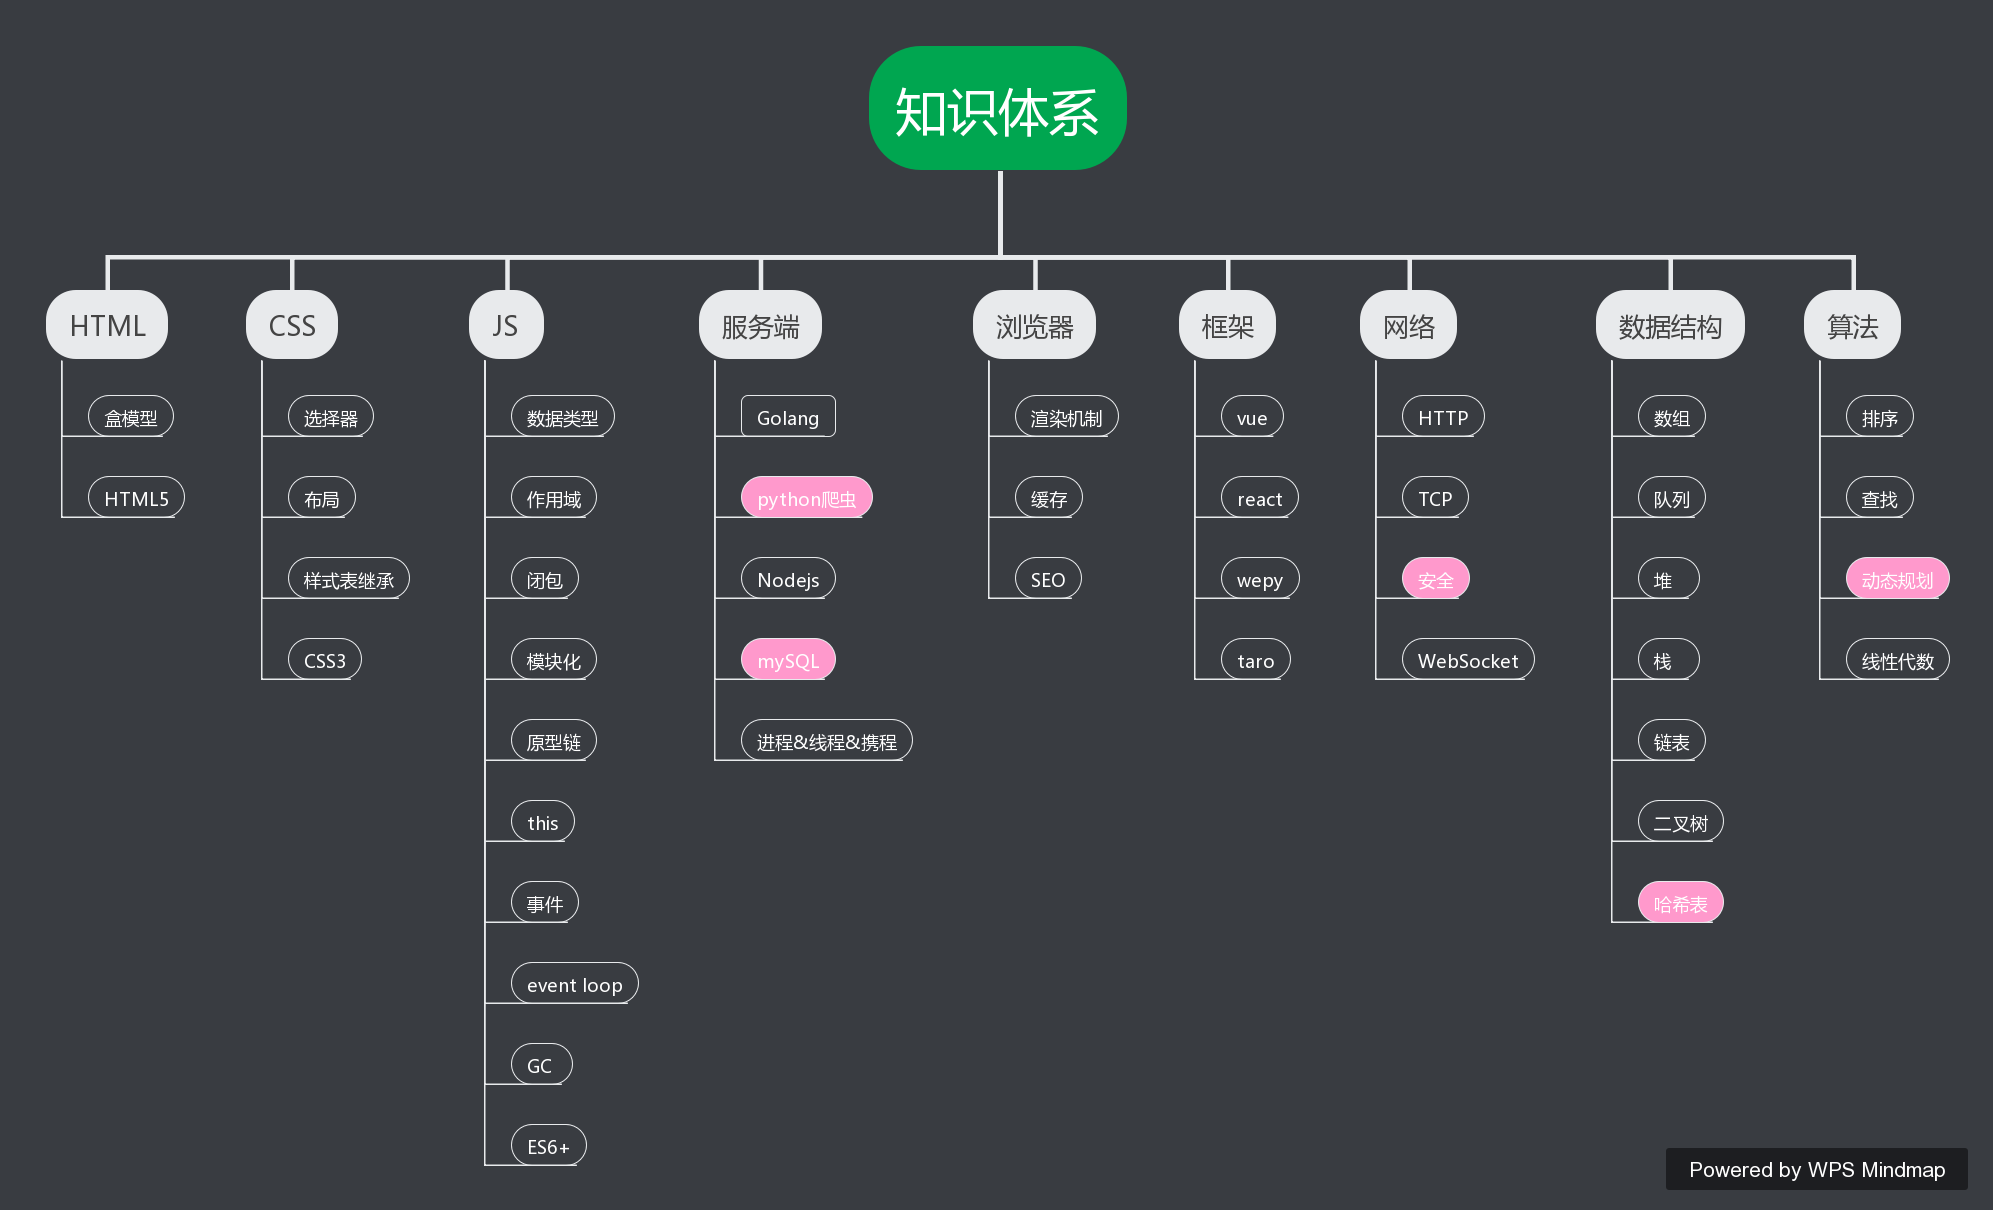 知识体系
HTML
盒模型
HTML5
CSS
选择器
布局
样式表继承
CSS3
JS
数据类型
作用域
闭包
模块化
原型链
this
事件
event loop
GC
ES6+
服务端
Golang
python爬虫
Nodejs
mySQL
进程&线程&携程
浏览器
渲染机制
缓存
SEO
框架
vue
react
wepy
taro
网络
HTTP
TCP
安全
WebSocket
数据结构
数组
队列
堆
栈
链表
二叉树
哈希表
算法
排序
查找
动态规划
线性代数
Powered by WPS Mindmap